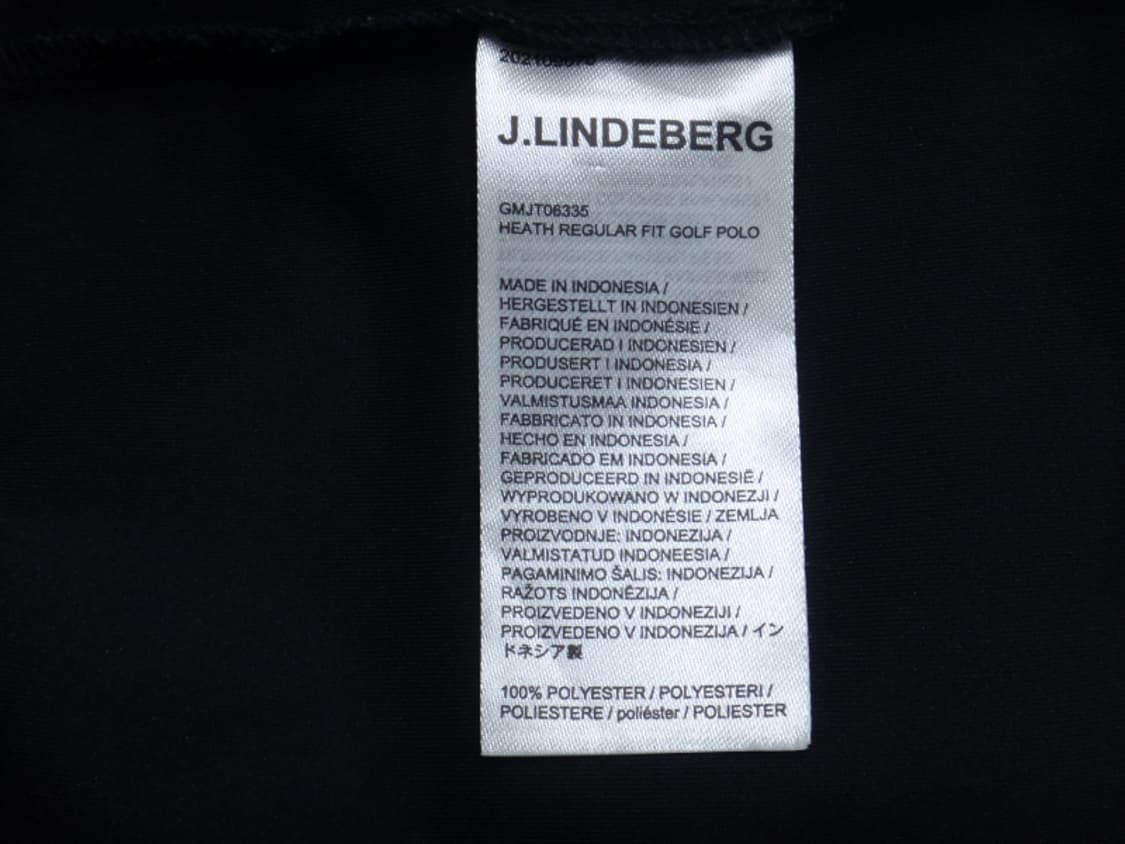 J.LINDEBERG
GMJT06335
HEATH REGULAR FIT GOLF POLO
MADE IN INDONESIA /
HERGESTELLT IN INDONESIEN /
FABRIQUÉ EN INDONÉSIE /
PRODUCERAD I INDONESIEN /
PRODUSERT I INDONESIA /
PRODUCERET I INDONESIEN /
VALMISTUSMAA INDONESIA /
FABBRICATO IN INDONESIA /
HECHO EN INDONESIA /
FABRICADO EM INDONESIA /
GEPRODUCEERD IN INDONESIË /
WYPRODUKOWANO W INDONEZJI /
VYROBENO V INDONÉSIE / ZEMLJA
PROIZVODNJE: INDONEZIJA /
VALMISTATUD INDONEESIA /
PAGAMINIMO ŠALIS: INDONEZIJA /
RAŽOTS INDONĒZIJA /
PROIZVEDENO V INDONEZIJI /
PROIZVEDENO V INDONEZIJA / イン
ドネシア製
100% POLYESTER / POLYESTERI /
POLIESTERE / poliéster / POLIESTER